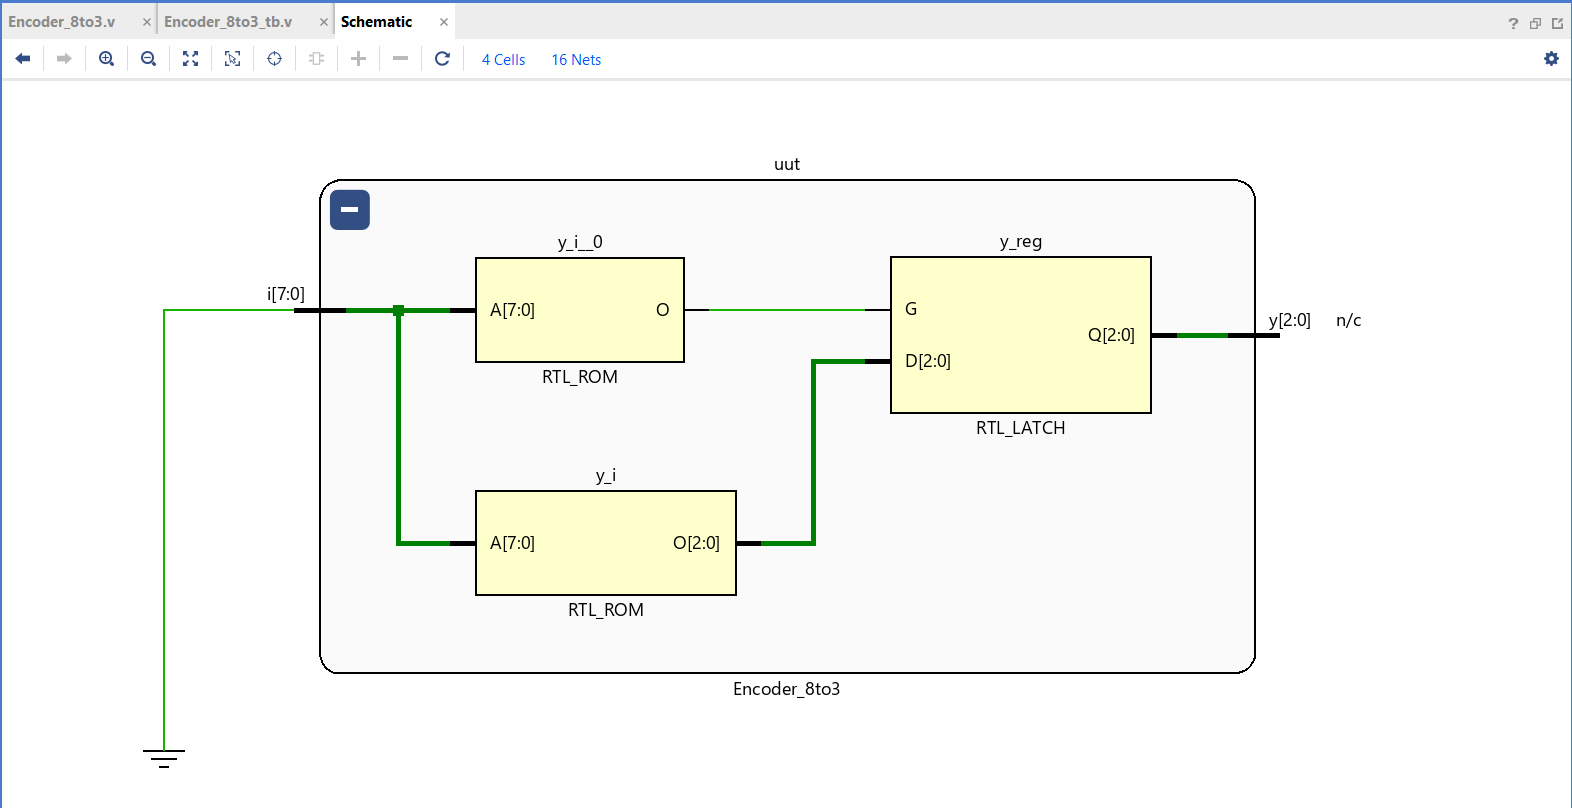 Encoder_8to3.v × Encoder_8to3_tb.v × Schematic × ?
4 Cells 16 Nets
uut
y_i__0 y_reg
i[7:0]
A[7:0] O G
y[2:0] n/c
Q[2:0]
D[2:0]
RTL_ROM
RTL_LATCH
y_i
A[7:0] O[2:0]
RTL_ROM
Encoder_8to3